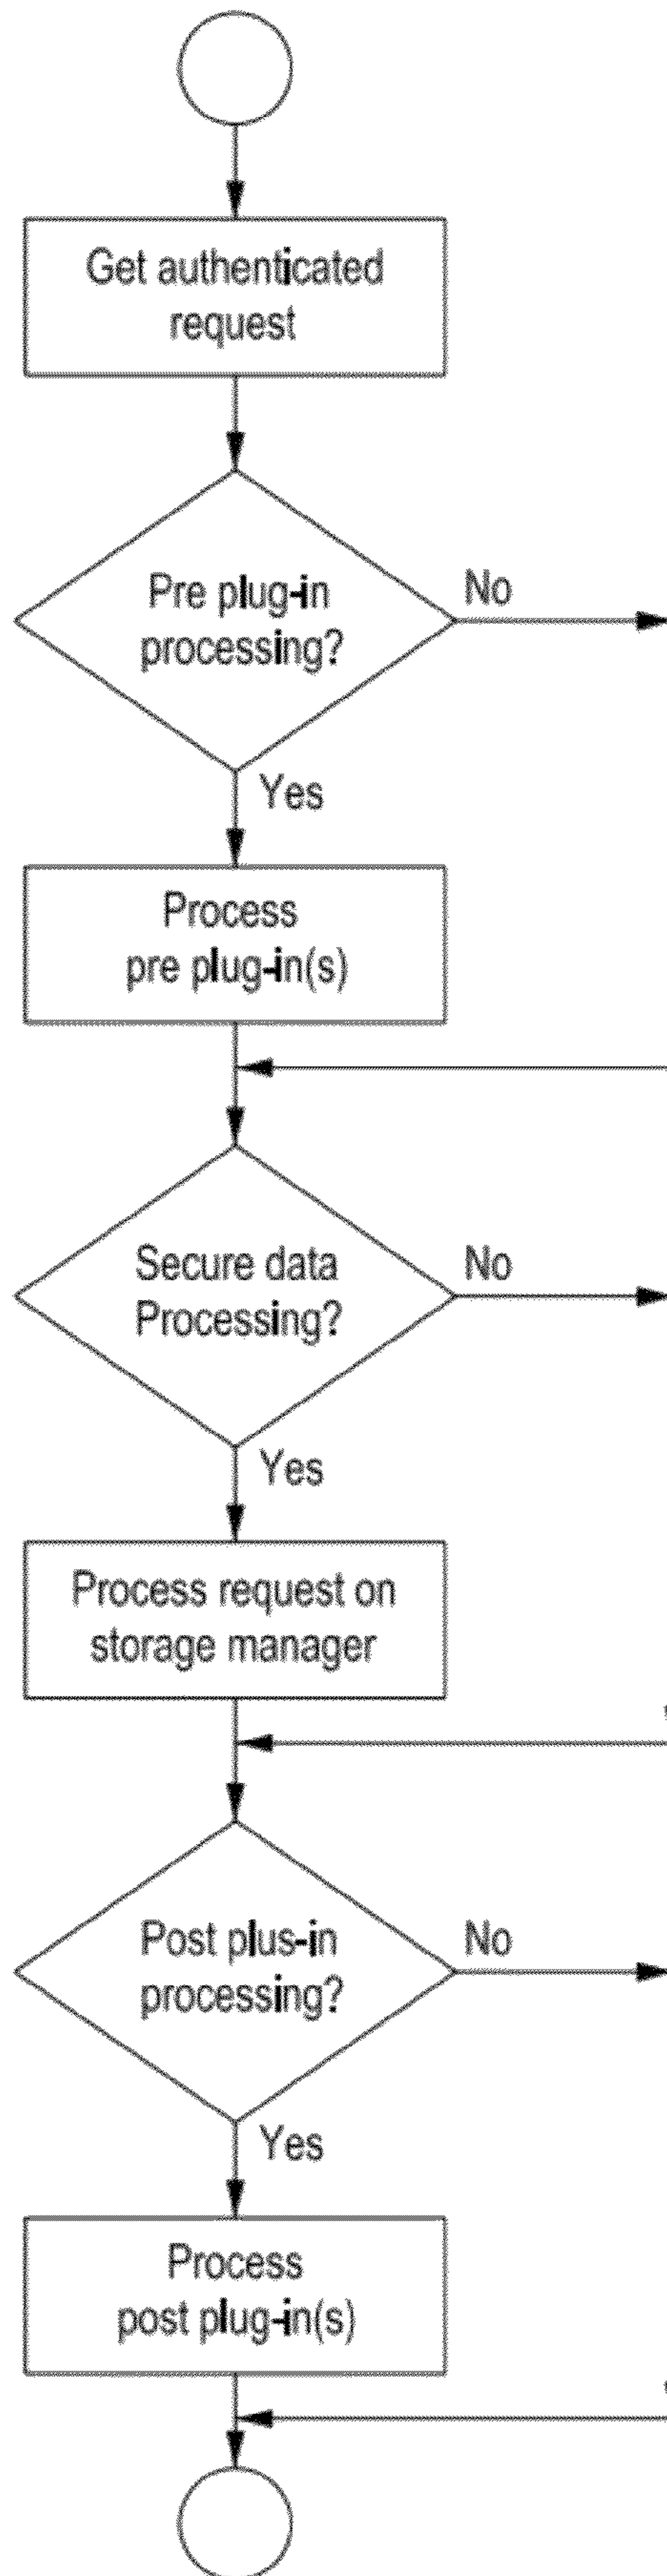 Get authenticated
request
Pre plug-in
processing?
No
Yes
Process
pre plug-in(s)
Secure data
Processing?
No
Yes
Process request on
storage manager
Post plus-in
processing?
No
Yes
Process
post plug-in(s)